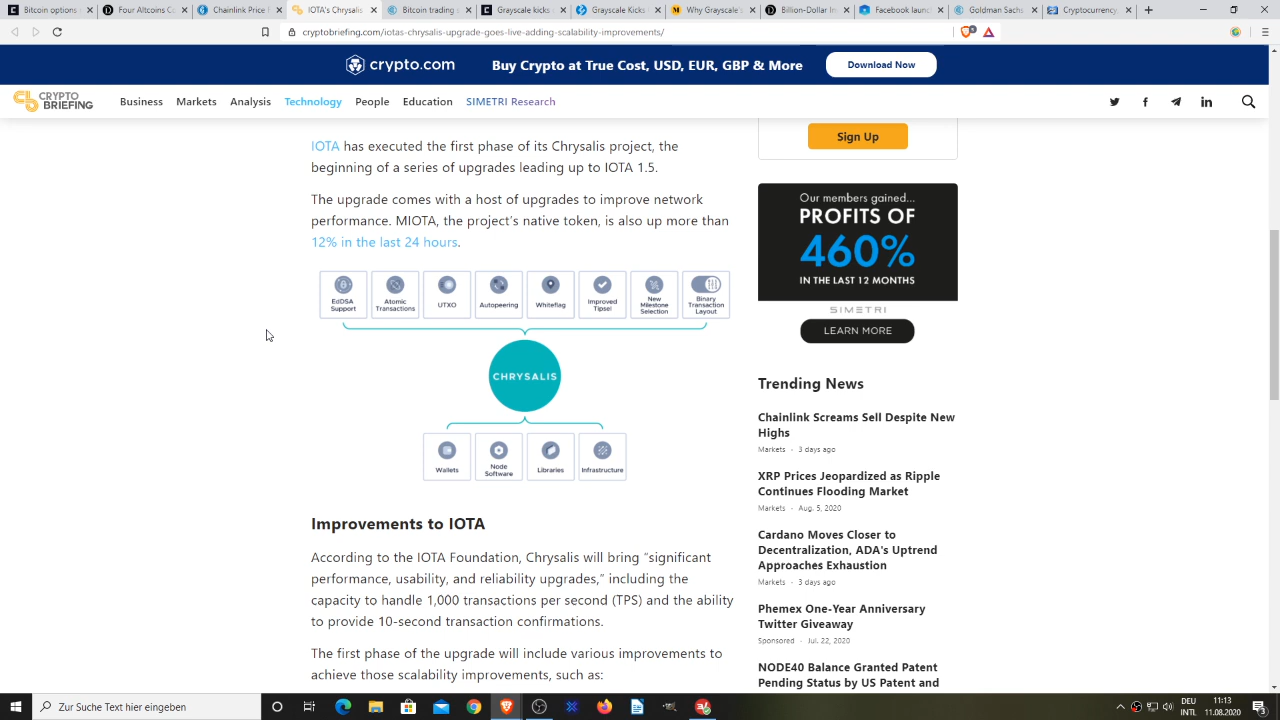 Bitcoin options
Four-Year Altcoin
Chainlink Prices
IOTA's Chrysalis
Bitcoin Greyscale
Grayscale Kicks
Why Grayscale's
Der Bitcoin-
Facebook Launch
Goldman Sachs
Cryptocurrency
cryptobriefing.com/iotas-chrysalis-upgrade-goes-live-adding-scalability-improvements/
crypto.com
Buy Crypto at True Cost, USD, EUR, GBP & More
Download Now
CRYPTO
BRIEFING
Business Markets Analysis Technology People Education SIMETRI Research
IOTA has executed the first phase of its Chrysalis project, the
beginning of a series of upgrades leading up to IOTA 1.5.
The upgrade comes with a host of upgrades to improve network
performance. MIOTA, the project's native token, is also up more than
12% in the last 24 hours.
EdDSA
Support
Atomic
Transactions
UTXO
Autopeering
Whiteflag
Improved
Tipsel
New
Milestone
Selection
Binary
Transaction
Layout
CHRYSALIS
Wallets
Node
Software
Libraries
Infrastructure
Improvements to IOTA
According to the IOTA Foundation, Chrysalis will bring “significant
performance, usability, and reliability upgrades,” including the
capacity to handle 1,000 transactions per second (TPS) and the ability
to provide 10-second transaction confirmations.
The first phase of the upgrade will include various improvements to
achieve those scalability improvements, such as:
Sign Up
Our members gained...
PROFITS OF
460%
IN THE LAST 12 MONTHS
SIMETRI
LEARN MORE
Trending News
Chainlink Screams Sell Despite New
Highs
Markets · 3 days ago
XRP Prices Jeopardized as Ripple
Continues Flooding Market
Markets · Aug. 5, 2020
Cardano Moves Closer to
Decentralization, ADA's Uptrend
Approaches Exhaustion
Markets · 3 days ago
Phemex One-Year Anniversary
Twitter Giveaway
Sponsored · Jul. 22, 2020
NODE40 Balance Granted Patent
Pending Status by US Patent and
Zur Suche Text hier eingeben
DEU
INTL
11:13
11.08.2020